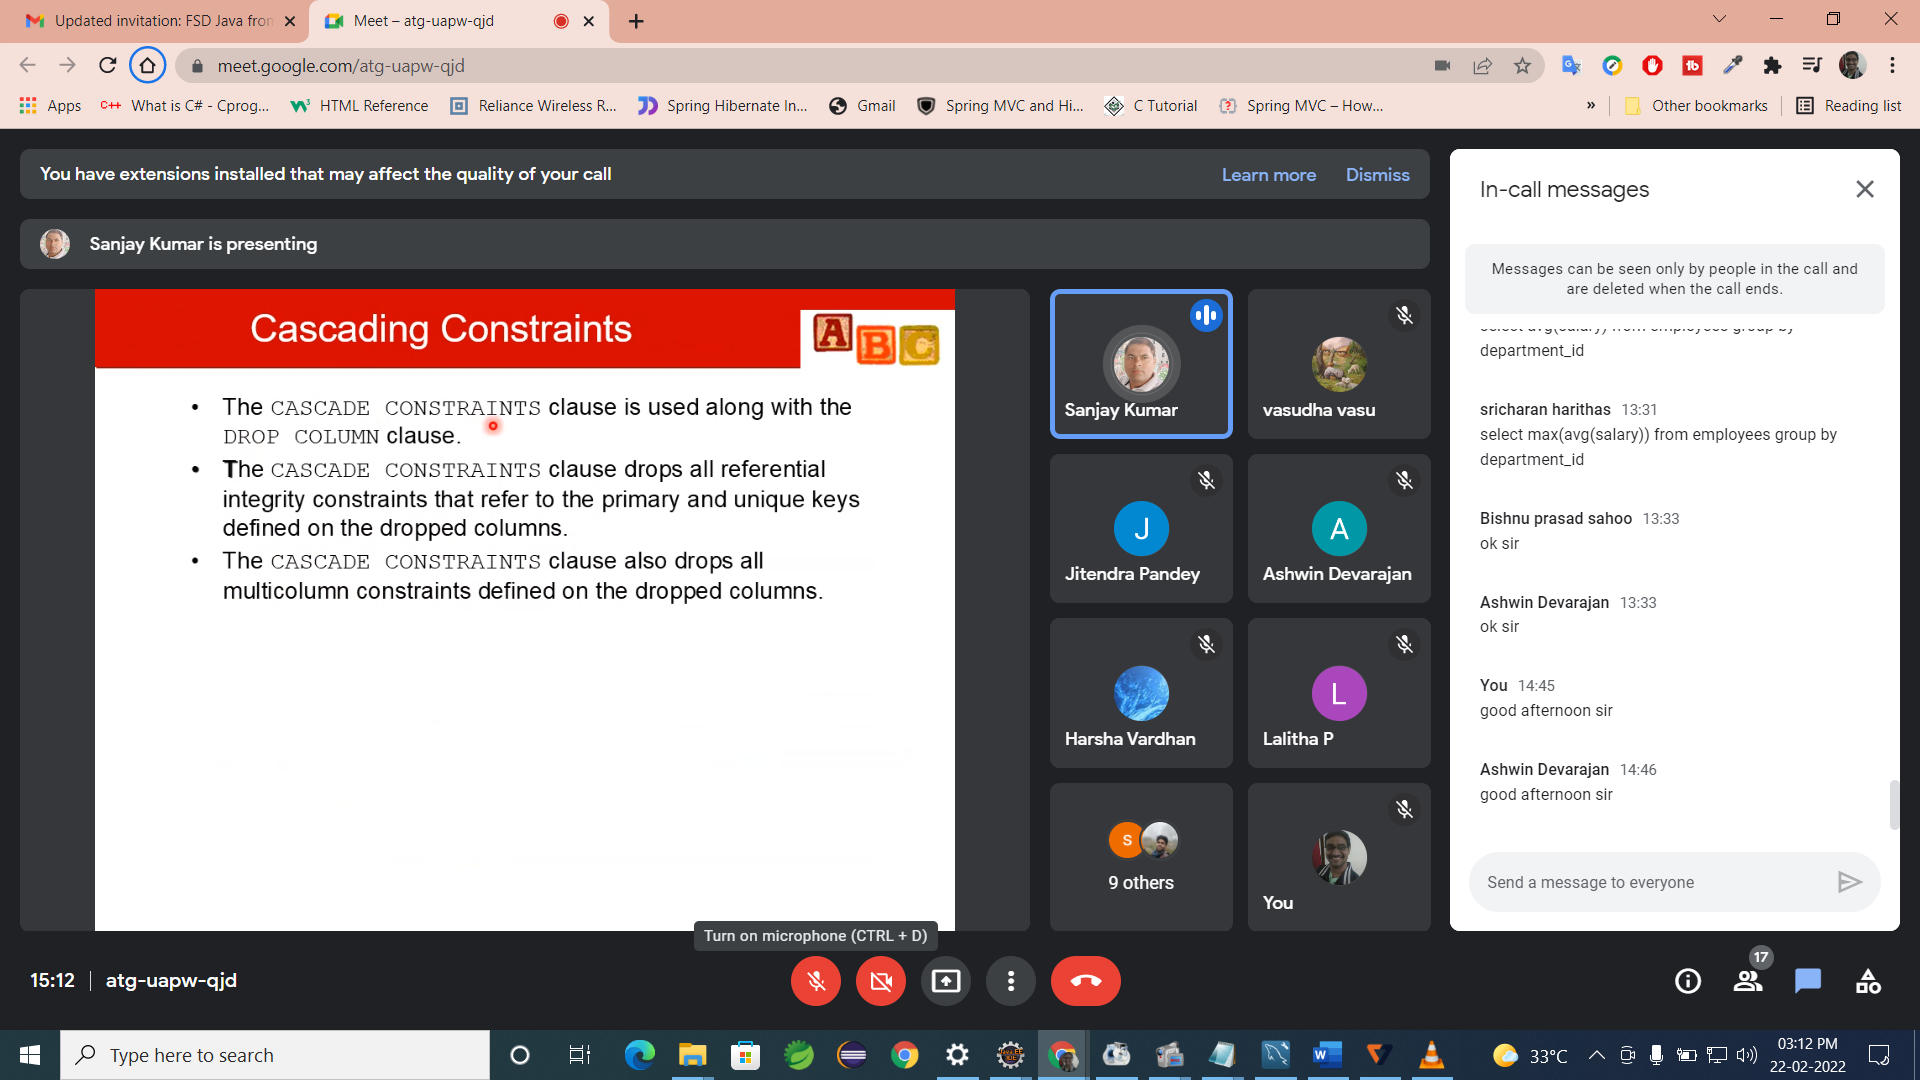 Updated invitation: FSD Java fron
Meet – atg-uapw-qjd
meet.google.com/atg-uapw-qjd
Apps
C++ What is C# - Cprog...
HTML Reference
Reliance Wireless R...
Spring Hibernate In...
Gmail
Spring MVC and Hi...
C Tutorial
Spring MVC – How...
»
Other bookmarks
Reading list
You have extensions installed that may affect the quality of your call
Learn more
Dismiss
Sanjay Kumar is presenting
Cascading Constraints
A B C
• The CASCADE CONSTRAINTS clause is used along with the
DROP COLUMN clause.
• The CASCADE CONSTRAINTS clause drops all referential
integrity constraints that refer to the primary and unique keys
defined on the dropped columns.
• The CASCADE CONSTRAINTS clause also drops all
multicolumn constraints defined on the dropped columns.
Sanjay Kumar
vasudha vasu
J
Jitendra Pandey
A
Ashwin Devarajan
Harsha Vardhan
L
Lalitha P
S
9 others
You
In-call messages
Messages can be seen only by people in the call and
are deleted when the call ends.
select avg(salary) from employees group by
department_id
sricharan harithas 13:31
select max(avg(salary)) from employees group by
department_id
Bishnu prasad sahoo 13:33
ok sir
Ashwin Devarajan 13:33
ok sir
You 14:45
good afternoon sir
Ashwin Devarajan 14:46
good afternoon sir
Send a message to everyone
Turn on microphone (CTRL + D)
15:12 | atg-uapw-qjd
17
Type here to search
33°C
03:12 PM
22-02-2022